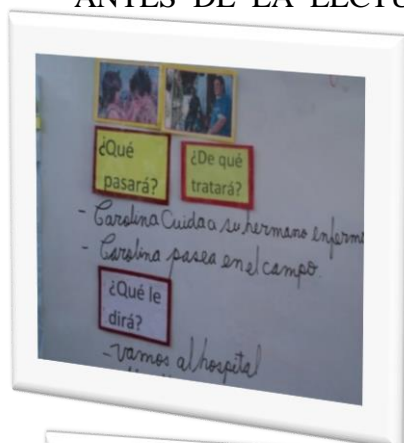 ANTES DE LA LECTU
¿Qué pasará?
¿De qué tratará?
- Carolina Cuida a su hermano enferm
- Carolina pasea en el campo.
¿Qué le dirá?
- vamos al hospital